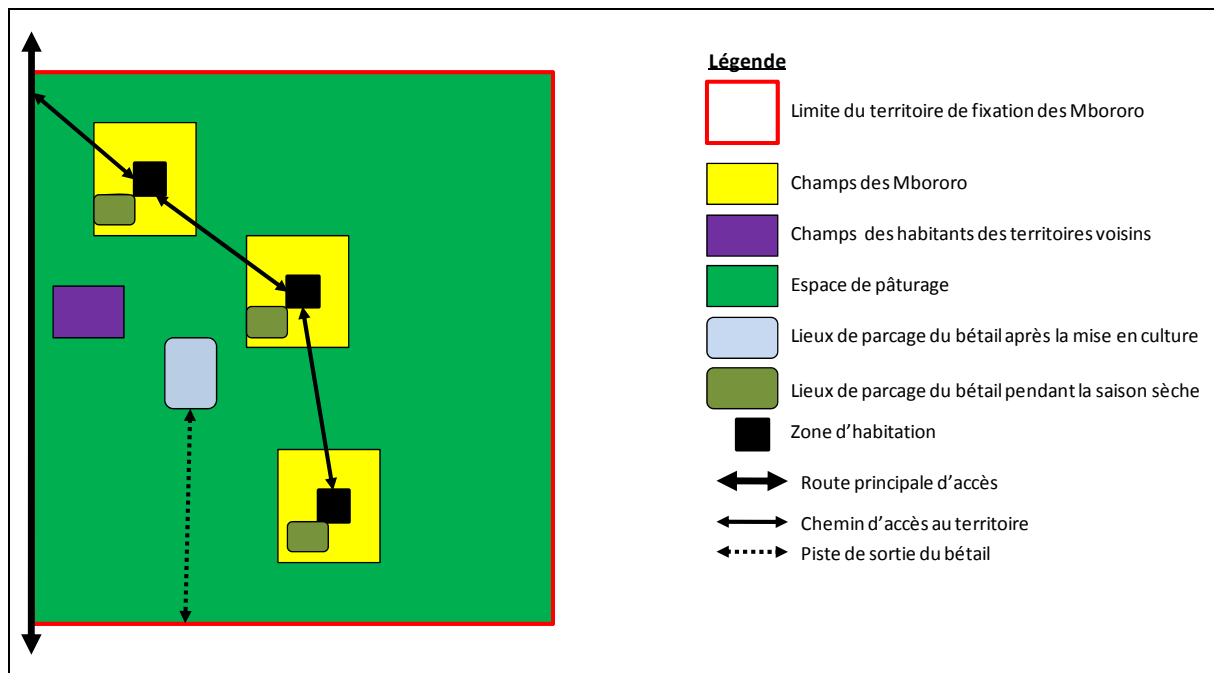 Légende
Limite du territoire de fixation des Mbororo
Champs des Mbororo
Champs des habitants des territoires voisins
Espace de pâturage
Lieux de parcage du bétail après la mise en culture
Lieux de parcage du bétail pendant la saison sèche
Zone d'habitation
Route principale d'accès
Chemin d'accès au territoire
Piste de sortie du bétail